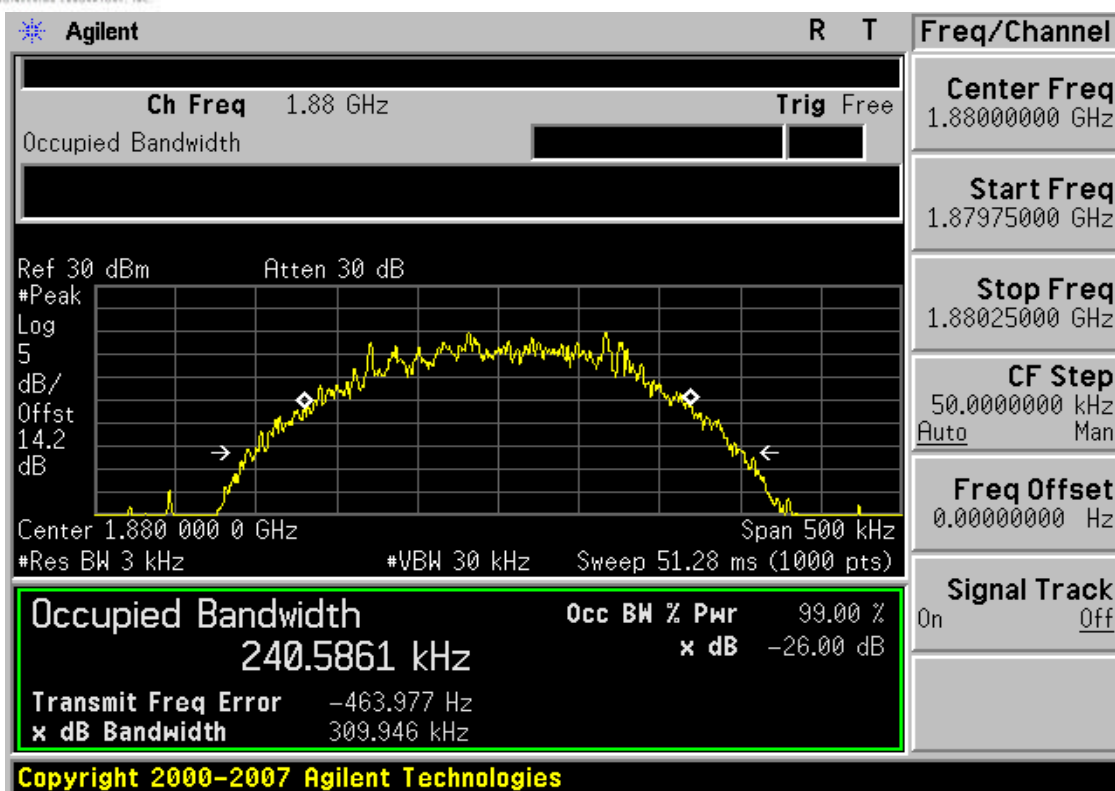 Agilent R T
Ch Freq 1.88 GHz Trig Free
Occupied Bandwidth
Ref 30 dBm Atten 30 dB
#Peak
Log
5
dB/
Offst
14.2
dB
Center 1.880 000 0 GHz Span 500 kHz
#Res BW 3 kHz #VBW 30 kHz Sweep 51.28 ms (1000 pts)
Occupied Bandwidth
240.5861 kHz
Occ BW % Pwr 99.00 %
x dB -26.00 dB
Transmit Freq Error -463.977 Hz
x dB Bandwidth 309.946 kHz
Copyright 2000-2007 Agilent Technologies
Freq/Channel
Center Freq
1.88000000 GHz
Start Freq
1.87975000 GHz
Stop Freq
1.88025000 GHz
CF Step
50.0000000 kHz
Auto Man
Freq Offset
0.00000000 Hz
Signal Track
On Off